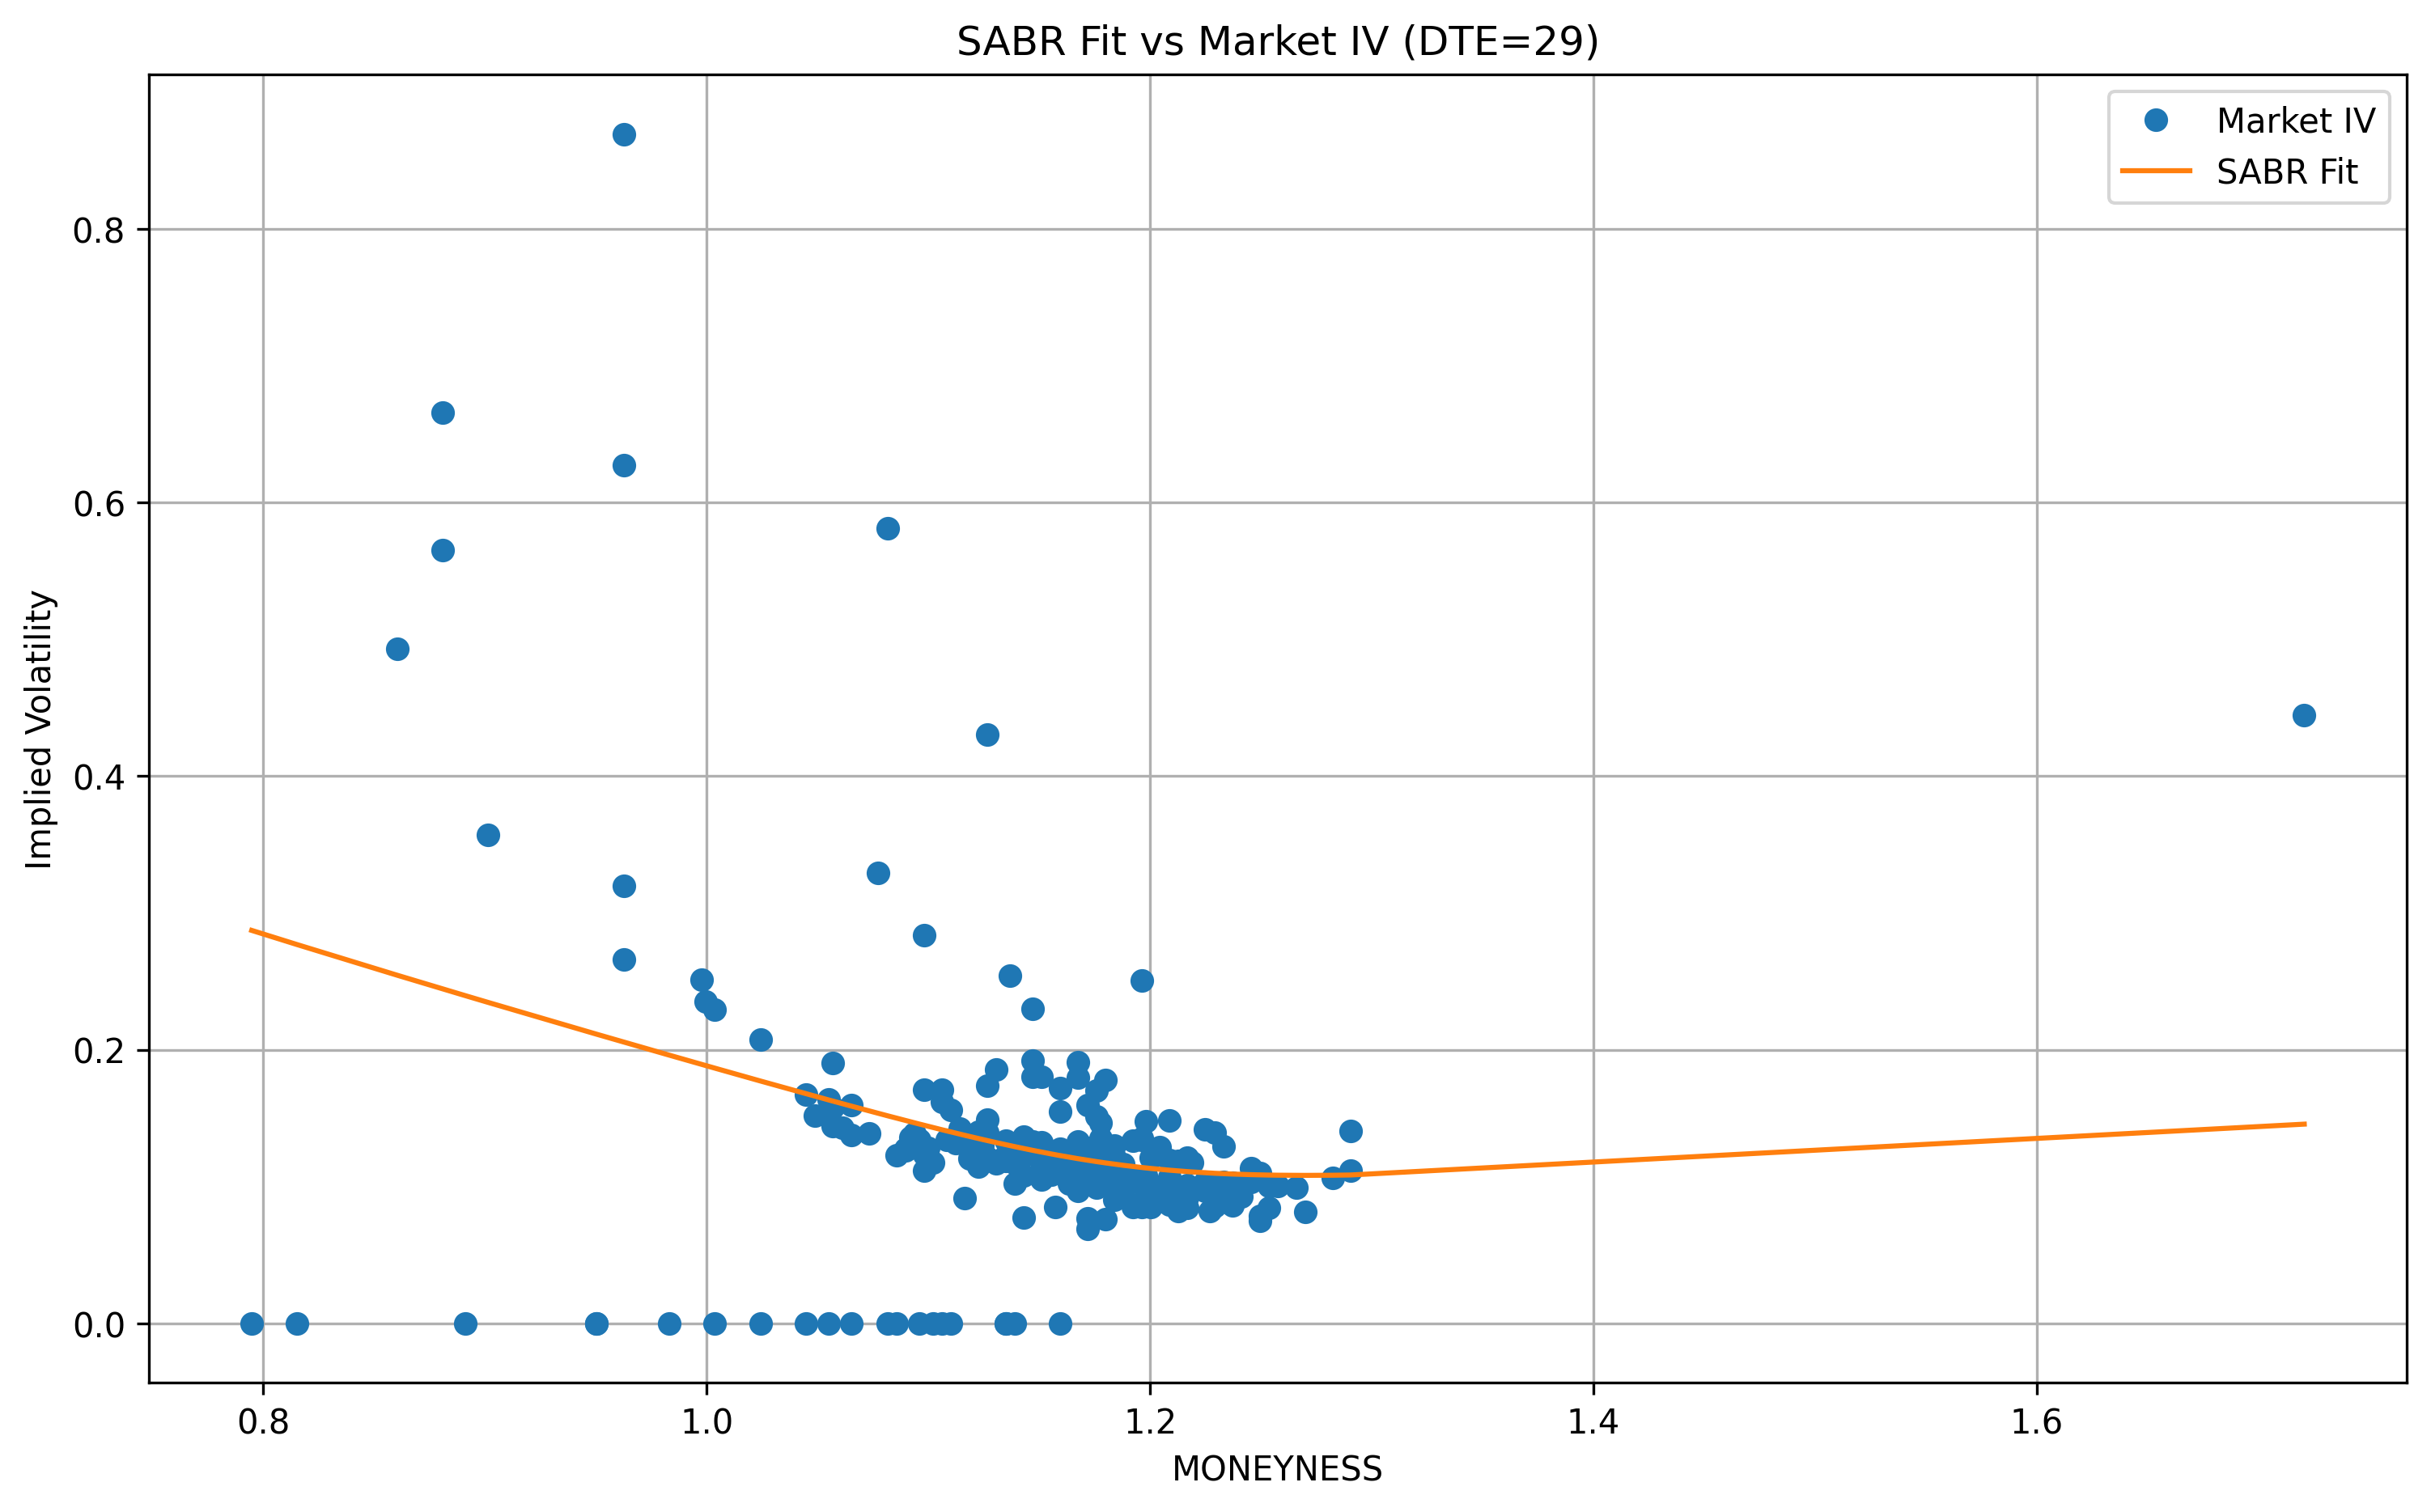 SABR Fit vs Market IV (DTE=29)
Market IV
SABR Fit
Implied Volatility
0.8
0.6
0.4
0.2
0.0
0.8 1.0 1.2 1.4 1.6
MONEYNESS